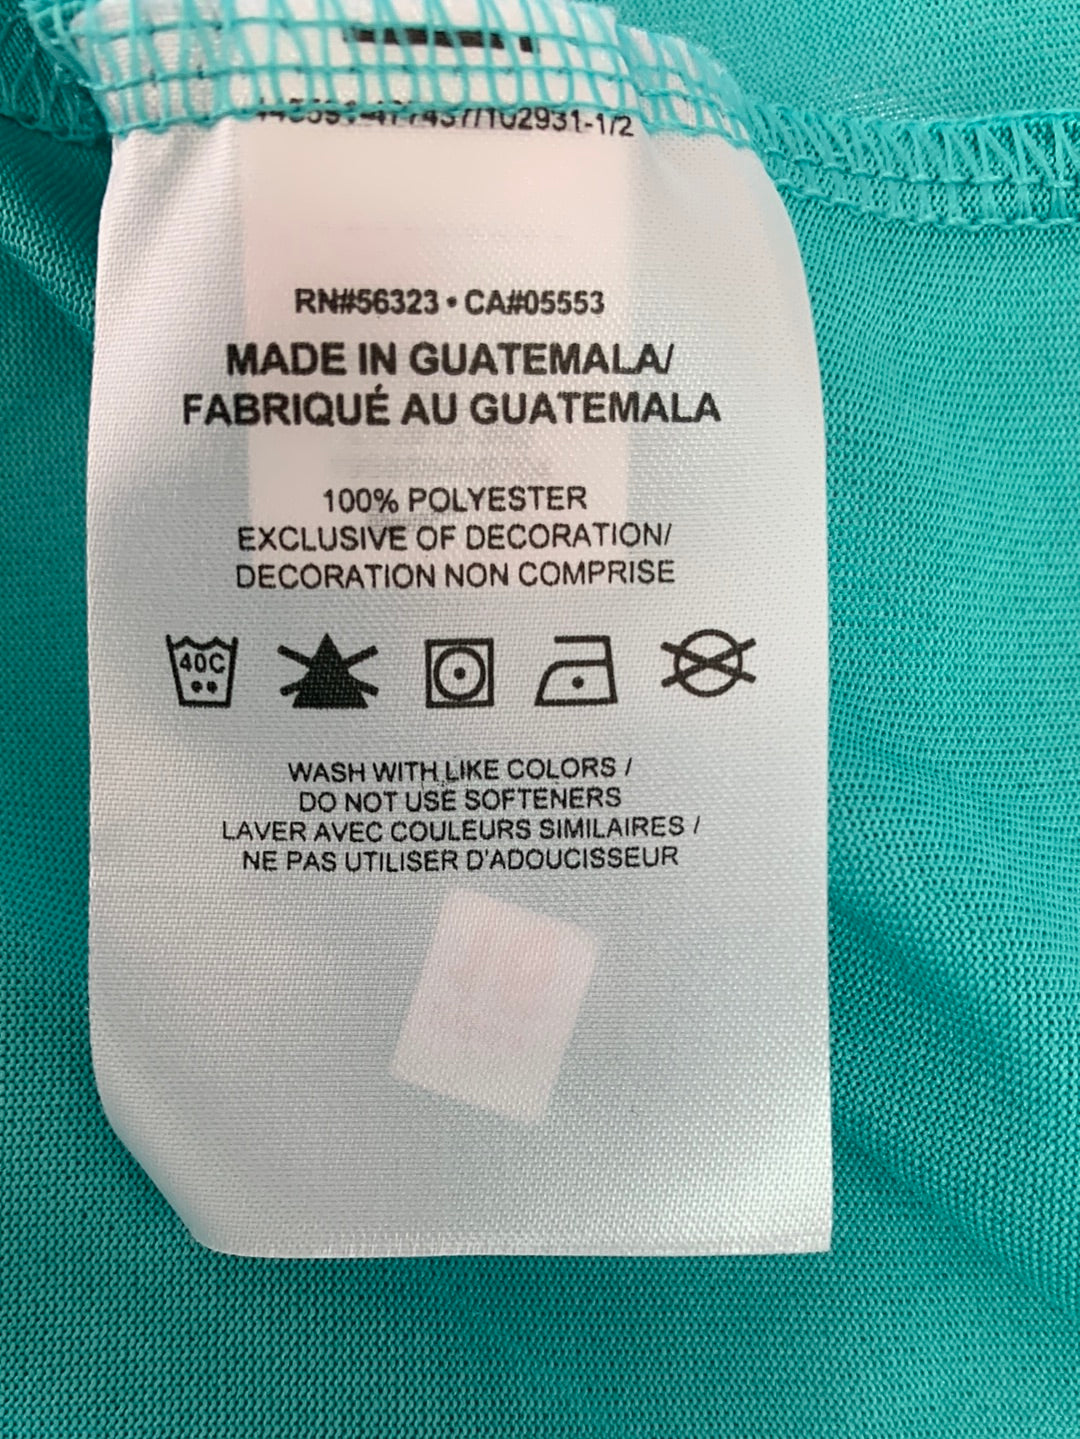 RN#56323 • CA#05553
MADE IN GUATEMALA/
FABRIQUÉ AU GUATEMALA
100% POLYESTER
EXCLUSIVE OF DECORATION/
DECORATION NON COMPRISE
40C
WASH WITH LIKE COLORS /
DO NOT USE SOFTENERS
LAVER AVEC COULEURS SIMILAIRES /
NE PAS UTILISER D'ADOUCISSEUR